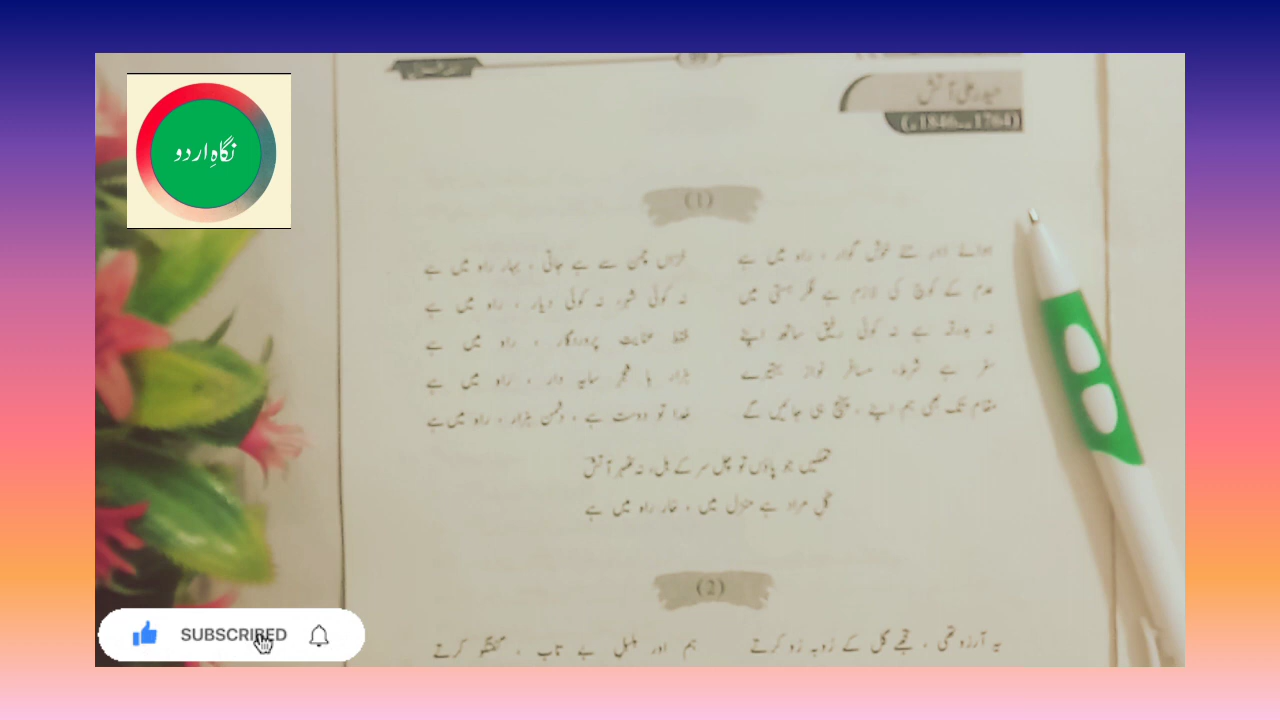 نگاہِ اردو
حیدر علی آتش
(1764ء-1846ء)
(1)
ہوائے دورِ مئے خوش گوار، راہ میں ہے خزاں چمن سے ہے جاتی، بہار راہ میں ہے
عدم کے کوچ کی لازم ہے فکر ہستی میں نہ کوئی شہر، نہ کوئی دیار، راہ میں ہے
نہ بدرقہ ہے نہ کوئی رفیق ساتھ اپنے فقط عنایتِ پروردگار، راہ میں ہے
سفر ہے شرط، مسافر نواز بہتیرے ہزار ہا شجرِ سایہ دار، راہ میں ہے
مقام تک بھی ہم اپنے، پہنچ ہی جائیں گے خدا تو دوست ہے، دشمن ہزار، راہ میں ہے
تھکیں جو پاؤں تو چل سر کے بل، نہ ٹھہر آتش
گلِ مراد ہے منزل میں، خار راہ میں ہے
(2)
یہ آرزو تھی، تجھے گل کے رُوبہ رُو کرتے ہم اور بلبلِ بے تاب، گفتگو کرتے
SUBSCRIBED